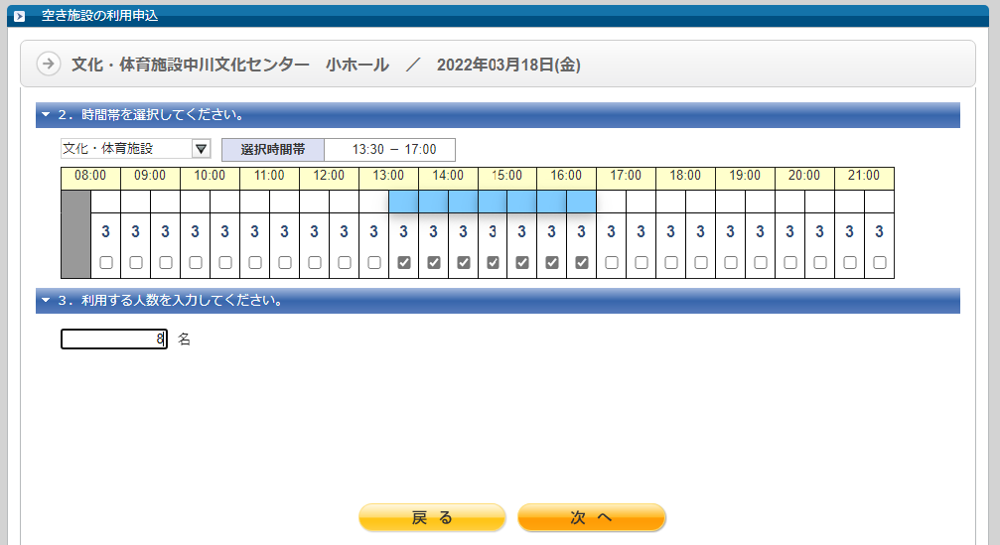 空き施設の利用申込
文化・体育施設中川文化センター　小ホール　／　2022年03月18日(金)
２．時間帯を選択してください。
文化・体育施設 選択時間帯 13:30 － 17:00
08:00 09:00 10:00 11:00 12:00 13:00 14:00 15:00 16:00 17:00 18:00 19:00 20:00 21:00
3 3 3 3 3 3 3 3 3 3 3 3 3 3 3 3 3 3 3 3 3 3 3 3 3 3 3
３．利用する人数を入力してください。
8 名
戻 る 次 へ